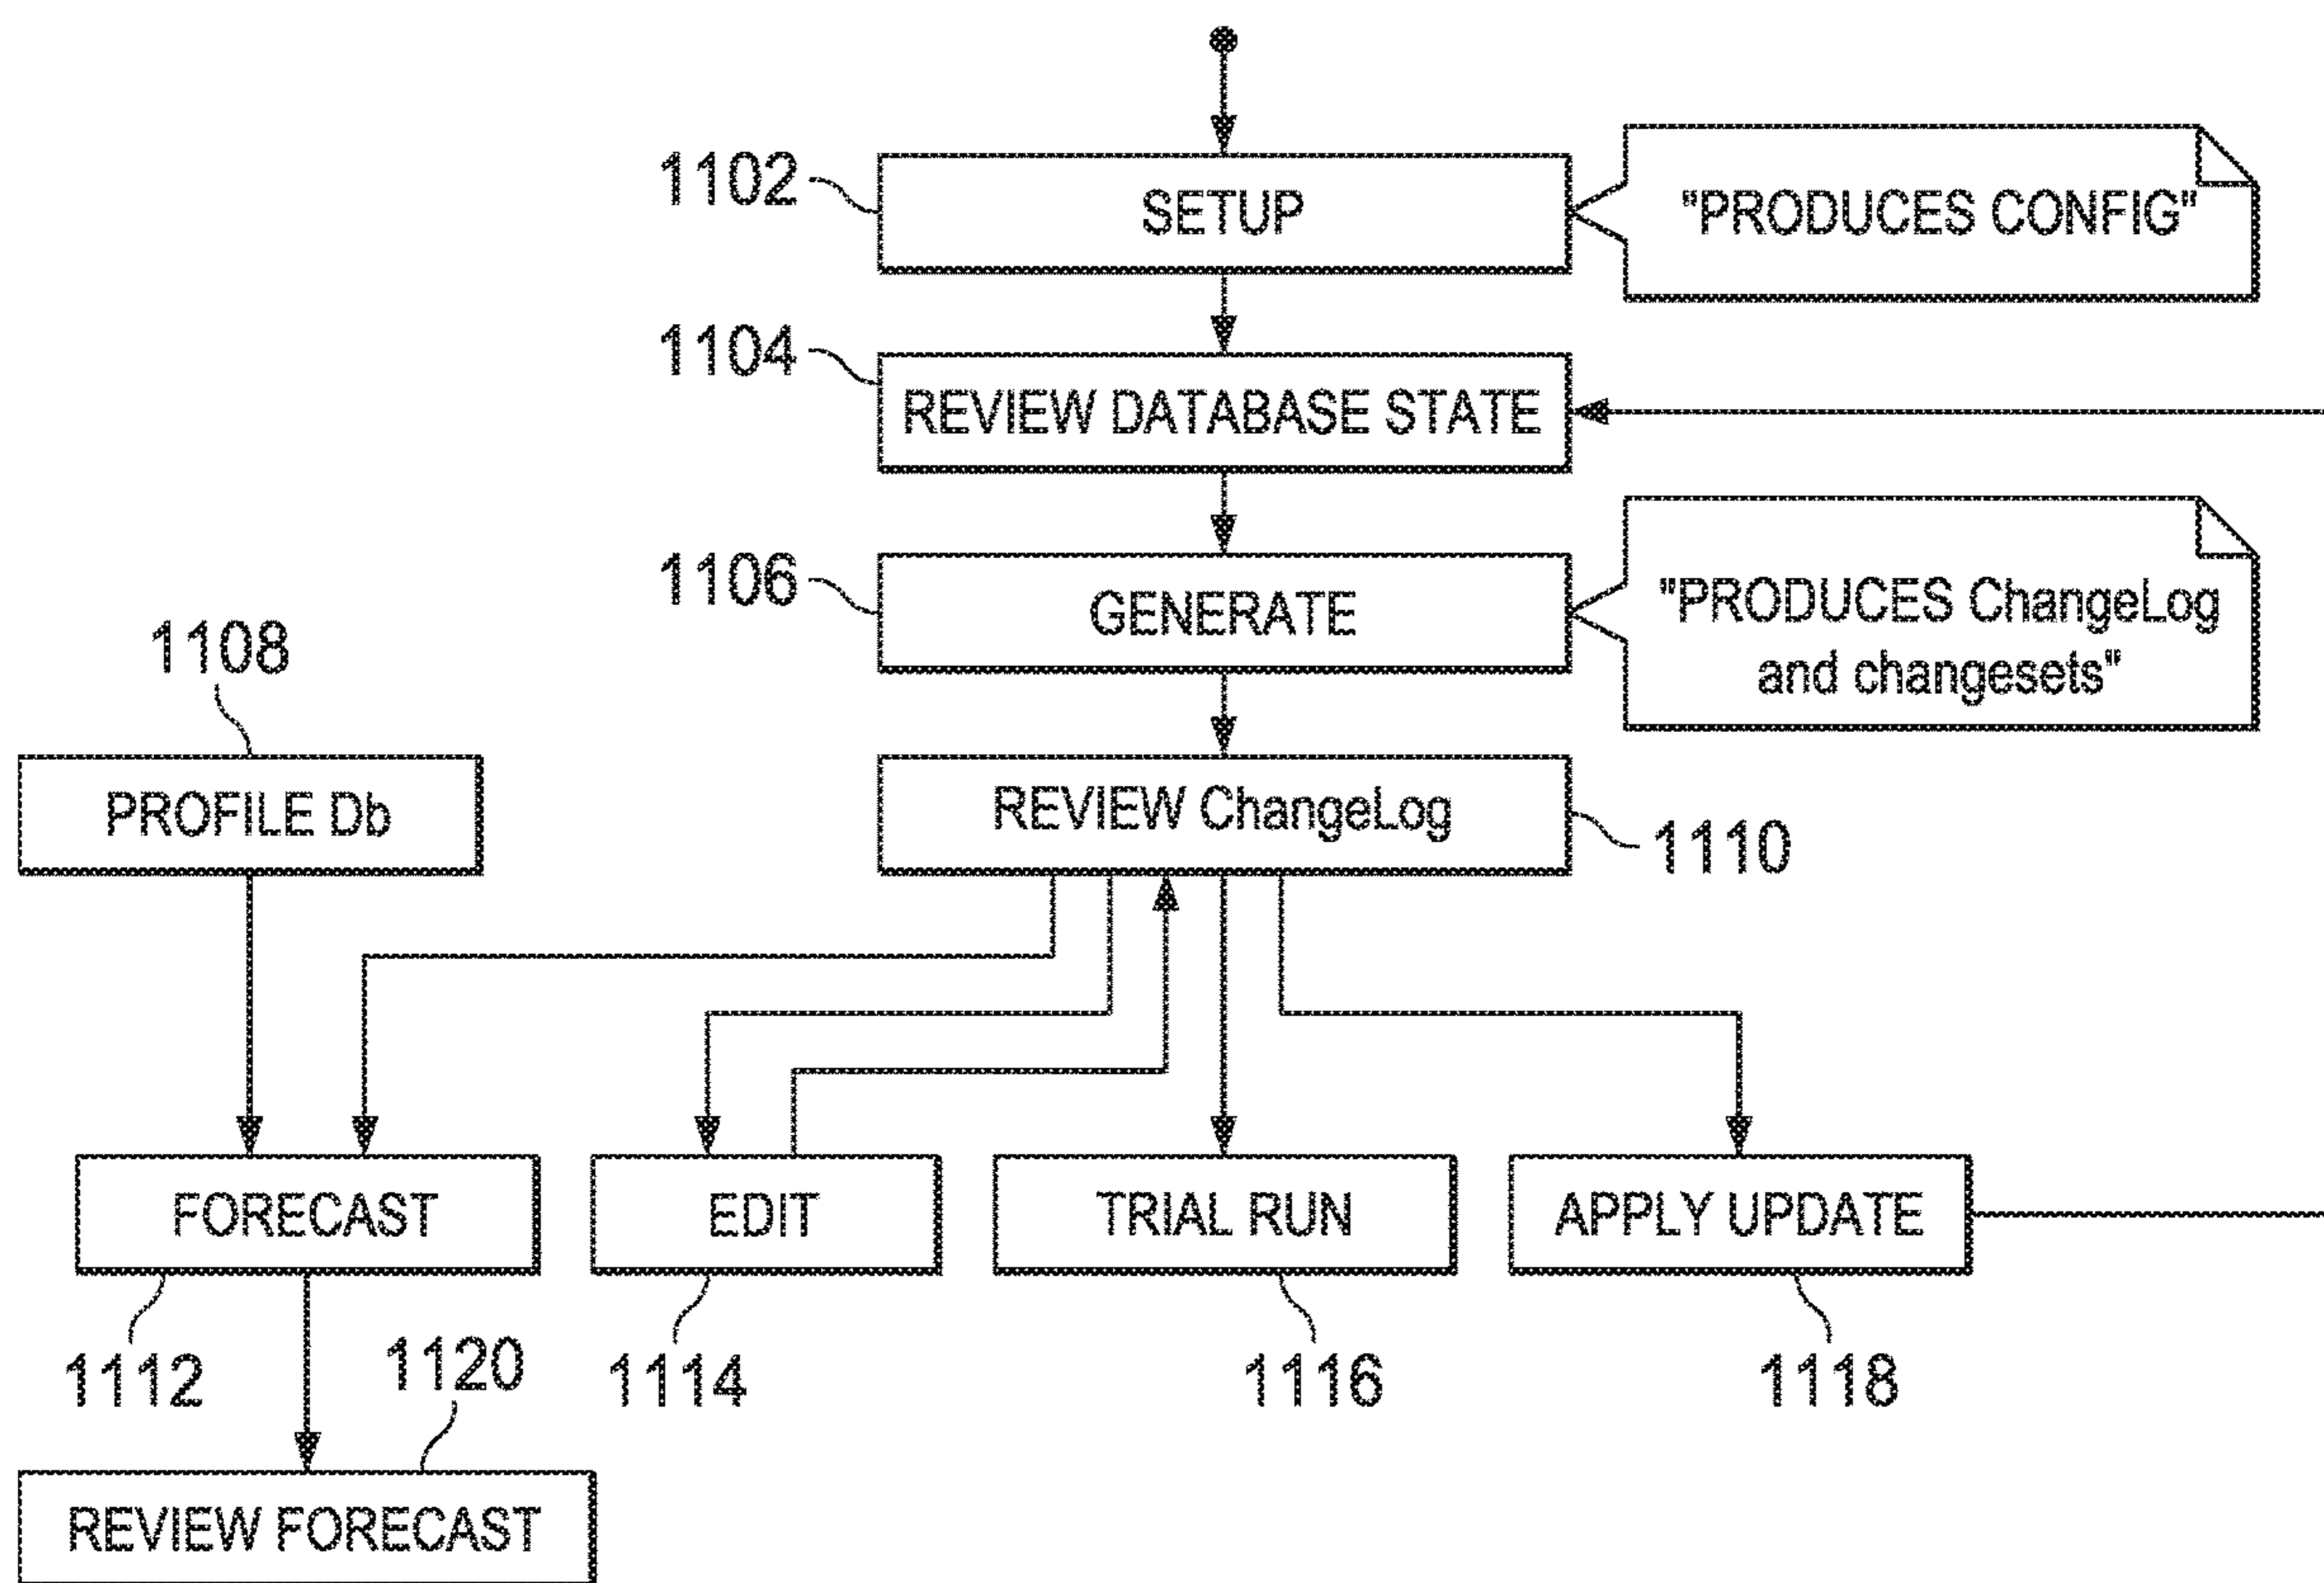 1102
SETUP
"PRODUCES CONFIG"
1104
REVIEW DATABASE STATE
1106
GENERATE
"PRODUCES ChangeLog
and changesets"
1108
PROFILE Db
REVIEW ChangeLog
1110
FORECAST
EDIT
TRIAL RUN
APPLY UPDATE
1112
1120
1114
1116
1118
REVIEW FORECAST